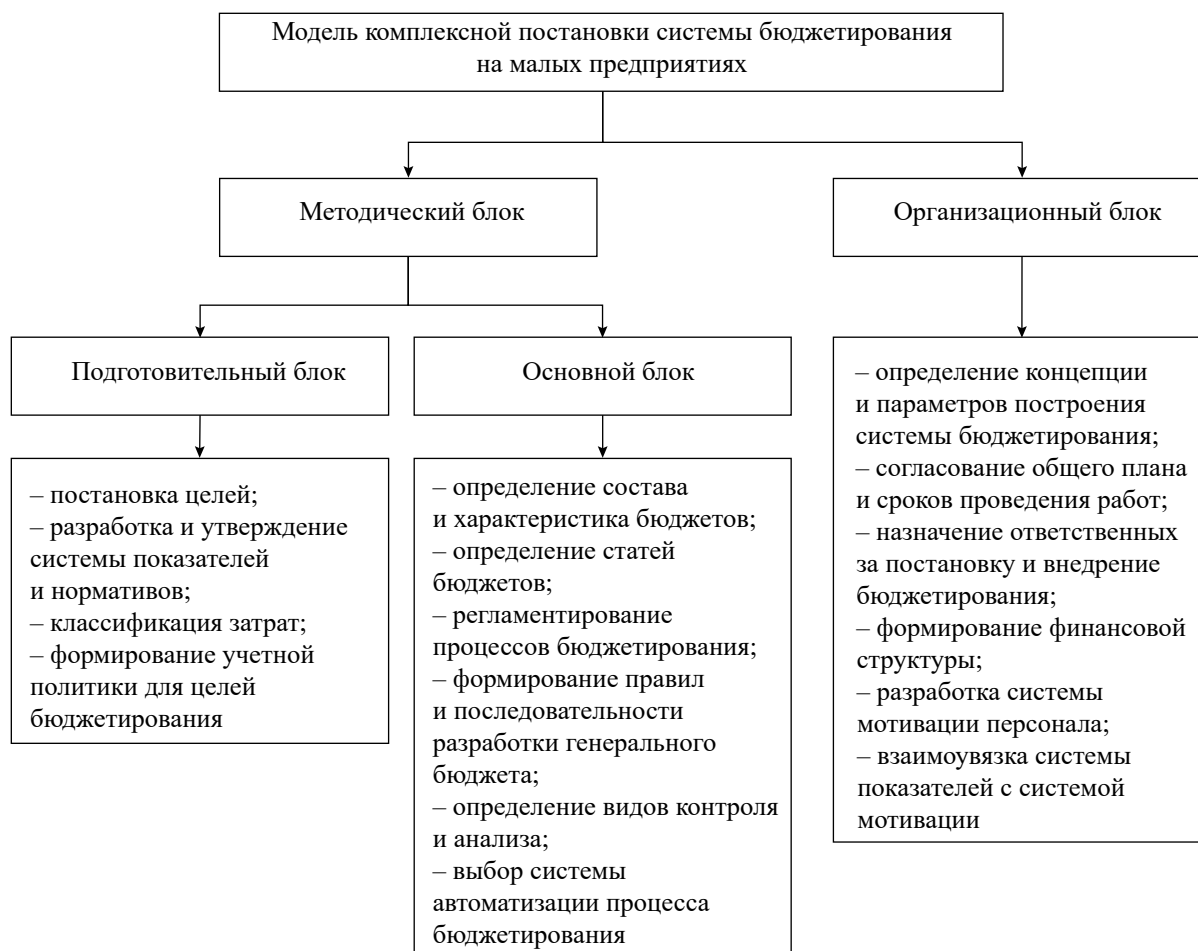 Модель комплексной постановки системы бюджетирования
на малых предприятиях
Методический блок
Организационный блок
Подготовительный блок
Основной блок
– постановка целей;
– разработка и утверждение
системы показателей
и нормативов;
– классификация затрат;
– формирование учетной
политики для целей
бюджетирования
– определение состава
и характеристика бюджетов;
– определение статей
бюджетов;
– регламентирование
процессов бюджетирования;
– формирование правил
и последовательности
разработки генерального
бюджета;
– определение видов контроля
и анализа;
– выбор системы
автоматизации процесса
бюджетирования
– определение концепции
и параметров построения
системы бюджетирования;
– согласование общего плана
и сроков проведения работ;
– назначение ответственных
за постановку и внедрение
бюджетирования;
– формирование финансовой
структуры;
– разработка системы
мотивации персонала;
– взаимоувязка системы
показателей с системой
мотивации